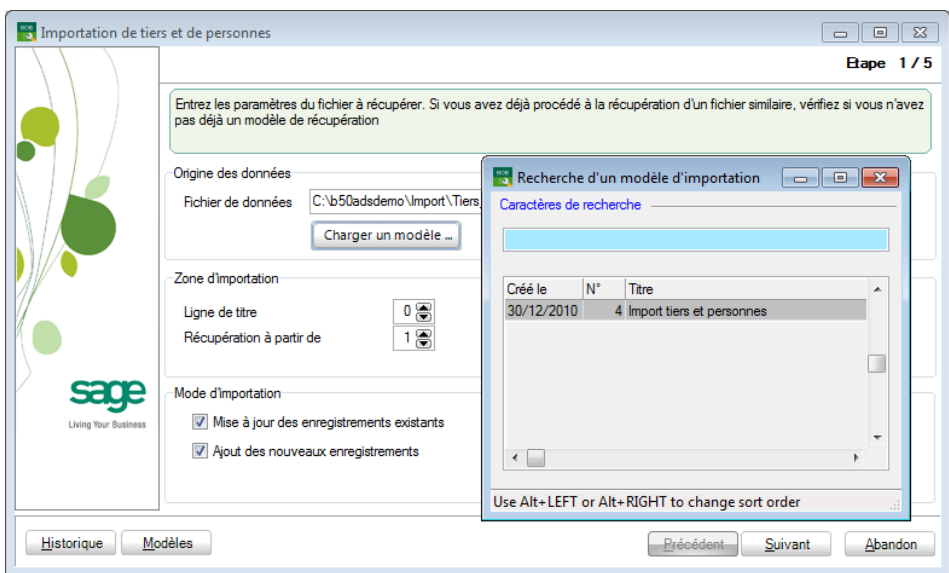 BOB
Importation de tiers et de personnes
Etape 1 / 5
Entrez les paramètres du fichier à récupérer. Si vous avez déjà procédé à la récupération d'un fichier similaire, vérifiez si vous n'avez
pas déjà un modèle de récupération
Origine des données
Fichier de données C:\b50adsdemo\Import\Tiers_
Charger un modèle ...
Zone d'importation
Ligne de titre 0
Récupération à partir de 1
Mode d'importation
Mise à jour des enregistrements existants
Ajout des nouveaux enregistrements
sage
Living Your Business
Historique Modèles Précédent Suivant Abandon
BOB
Recherche d'un modèle d'importation
Caractères de recherche
Créé le N° Titre
30/12/2010 4 Import tiers et personnes
Use Alt+LEFT or Alt+RIGHT to change sort order